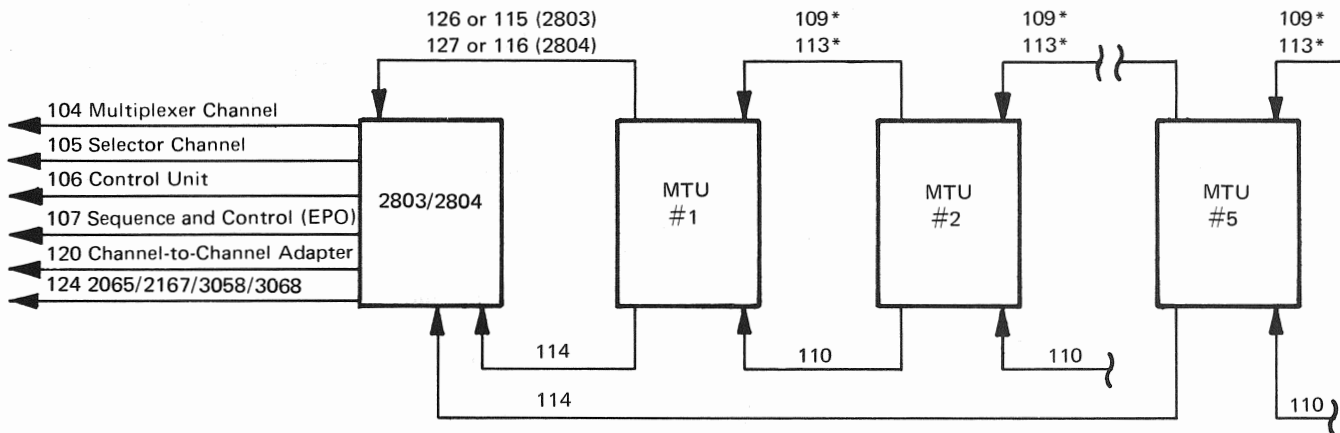 126 or 115 (2803)
127 or 116 (2804)
109*
113*
109*
113*
109*
113*
104 Multiplexer Channel
105 Selector Channel
106 Control Unit
107 Sequence and Control (EPO)
120 Channel-to-Channel Adapter
124 2065/2167/3058/3068
2803/2804
MTU
#1
MTU
#2
MTU
#5
114
110
110
114
110